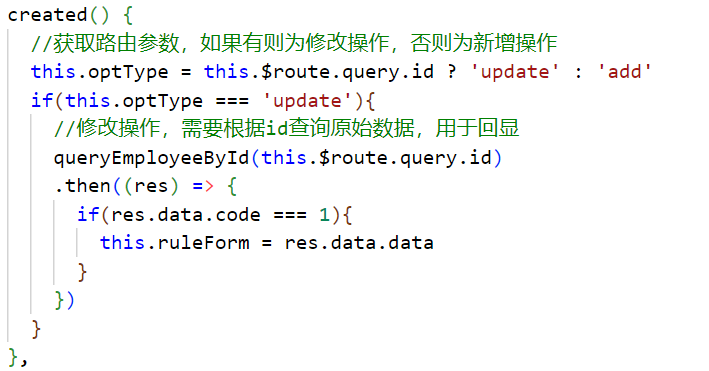 created() {
  //获取路由参数，如果有则为修改操作，否则为新增操作
  this.optType = this.$route.query.id ? 'update' : 'add'
  if(this.optType === 'update'){
    //修改操作，需要根据id查询原始数据，用于回显
    queryEmployeeById(this.$route.query.id)
    .then((res) => {
      if(res.data.code === 1){
        this.ruleForm = res.data.data
      }
    })
  }
},